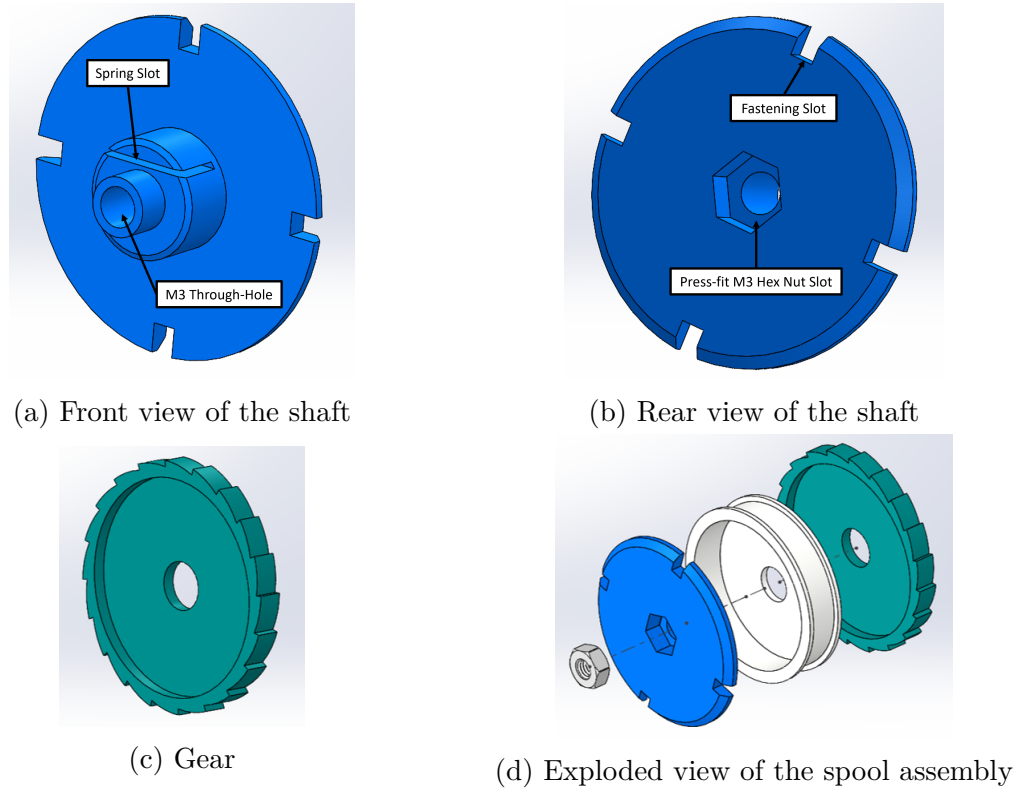 Spring Slot
M3 Through-Hole
Fastening Slot
Press-fit M3 Hex Nut Slot
(a) Front view of the shaft
(b) Rear view of the shaft
(c) Gear
(d) Exploded view of the spool assembly